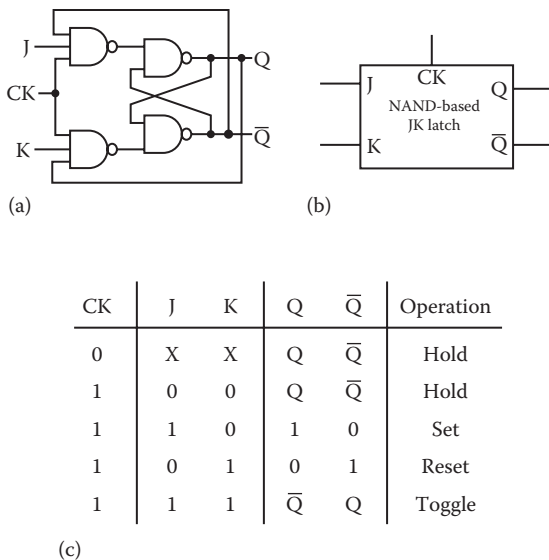 J
Q
CK
K
Q̅
(a)
CK
J
Q
NAND-based
JK latch
K
Q̅
(b)
CK J K Q Q̅ Operation
0 X X Q Q̅ Hold
1 0 0 Q Q̅ Hold
1 1 0 1 0 Set
1 0 1 0 1 Reset
1 1 1 Q̅ Q Toggle
(c)